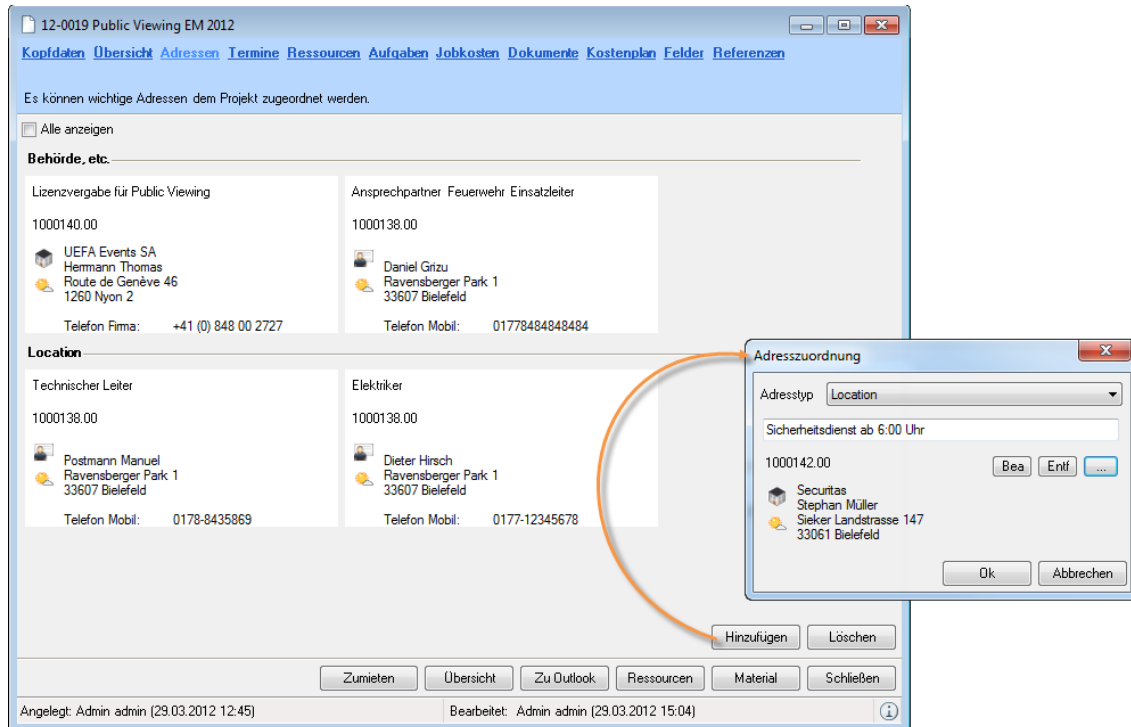 12-0019 Public Viewing EM 2012
Kopfdaten Übersicht Adressen Termine Ressourcen Aufgaben Jobkosten Dokumente Kostenplan Felder Referenzen
Es können wichtige Adressen dem Projekt zugeordnet werden.
Alle anzeigen
Behörde, etc.
Lizenzvergabe für Public Viewing
1000140.00
UEFA Events SA
Herrmann Thomas
Route de Genève 46
1260 Nyon 2
Telefon Firma: +41 (0) 848 00 2727
Ansprechpartner Feuerwehr Einsatzleiter
1000138.00
Daniel Grizu
Ravensberger Park 1
33607 Bielefeld
Telefon Mobil: 01778484848484
Location
Technischer Leiter
1000138.00
Postmann Manuel
Ravensberger Park 1
33607 Bielefeld
Telefon Mobil: 0178-8435869
Elektriker
1000138.00
Dieter Hirsch
Ravensberger Park 1
33607 Bielefeld
Telefon Mobil: 0177-12345678
Adresszuordnung
Adresstyp Location
Sicherheitsdienst ab 6:00 Uhr
1000142.00
Bea Entf ...
Securitas
Stephan Müller
Sieker Landstrasse 147
33061 Bielefeld
Ok Abbrechen
Hinzufügen Löschen
Zumieten Übersicht Zu Outlook Ressourcen Material Schließen
Angelegt: Admin admin (29.03.2012 12:45) Bearbeitet: Admin admin (29.03.2012 15:04)